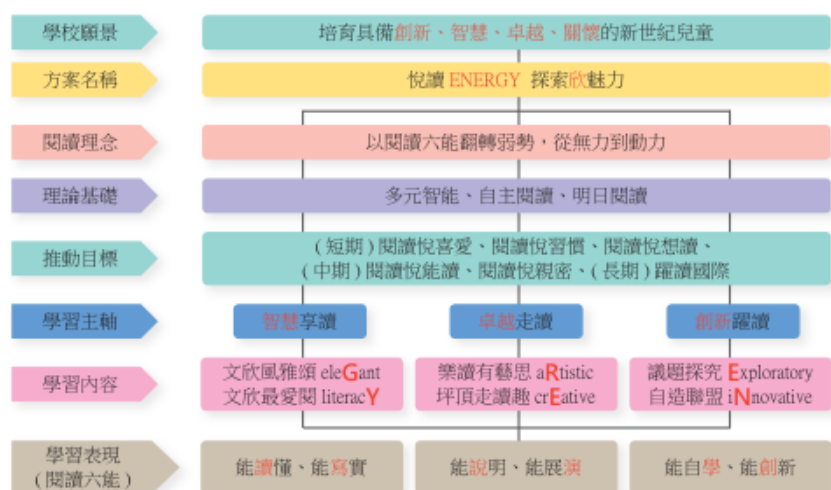 學校願景
培育具備創新、智慧、卓越、關懷的新世紀兒童
方案名稱
悅讀 ENERGY 探索欣魅力
閱讀理念
以閱讀六能翻轉弱勢，從無力到動力
理論基礎
多元智能、自主閱讀、明日閱讀
推動目標
(短期)閱讀悅喜愛、閱讀悅習慣、閱讀悅想讀、
(中期)閱讀悅能讀、閱讀悅親密、(長期)躍讀國際
學習主軸
智慧享讀
卓越走讀
創新躍讀
學習內容
文欣風雅頌 eleGant
文欣最愛閱 literacY
樂讀有藝思 aRtistic
坪頂走讀趣 crEative
議題探究 Exploratory
自造聯盟 iNnovative
學習表現
(閱讀六能)
能讀懂、能寫實
能說明、能展演
能自學、能創新